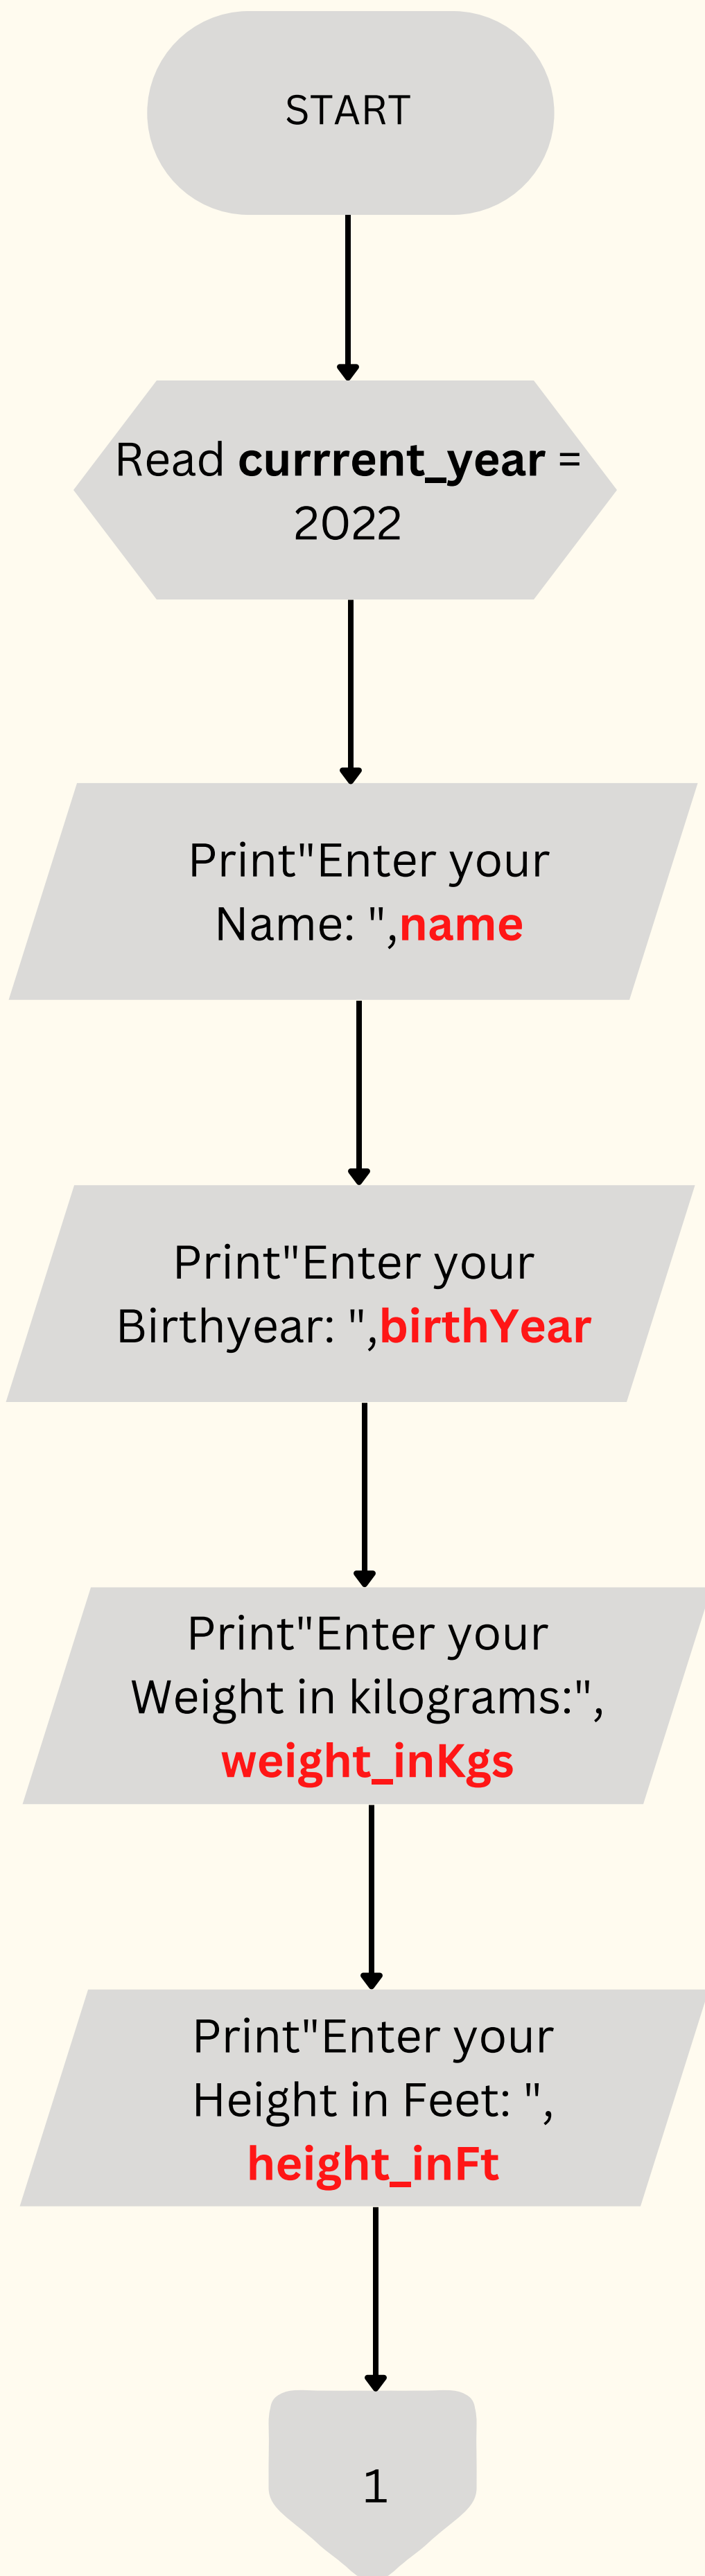 START
Read currrent_year =
2022
Print"Enter your
Name: ",name
Print"Enter your
Birthyear: ",birthYear
Print"Enter your
Weight in kilograms:",
weight_inKgs
Print"Enter your
Height in Feet: ",
height_inFt
1